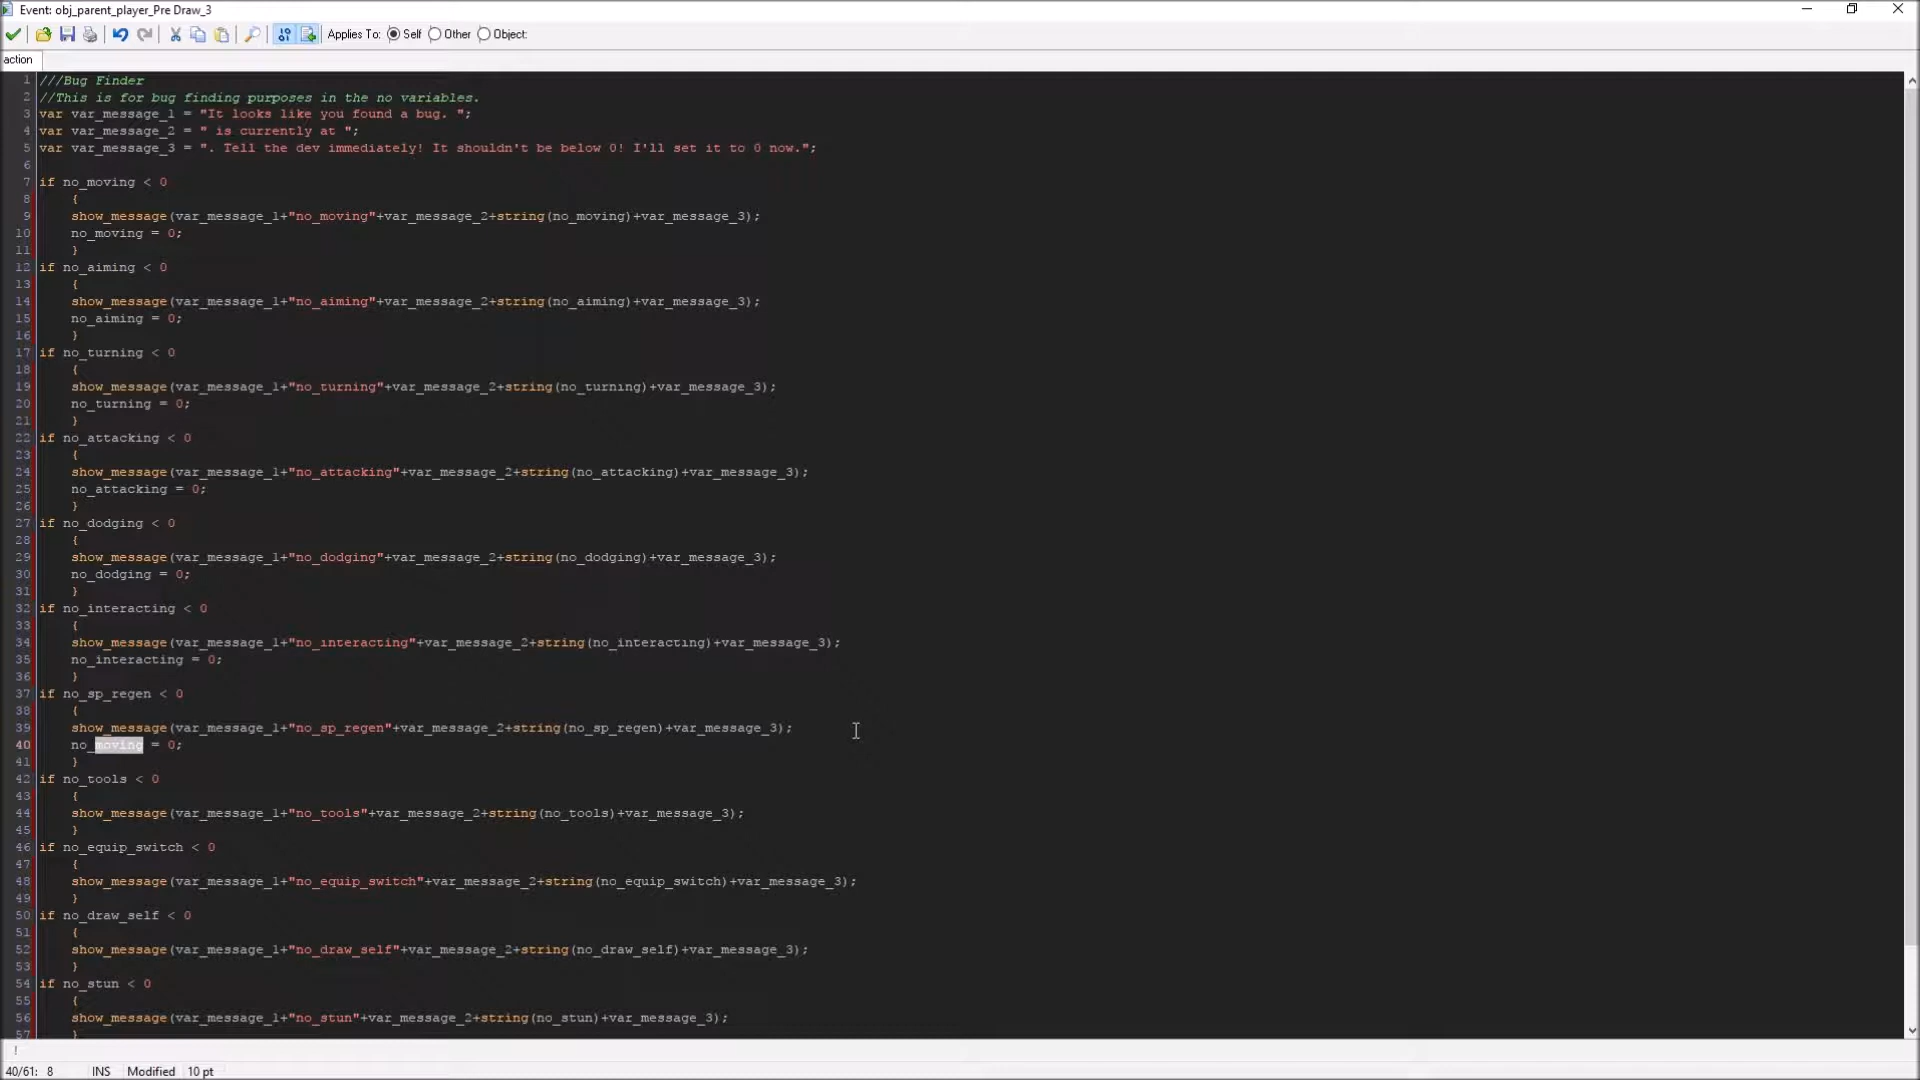 Event: obj_parent_player_Pre Draw_3
Applies To: Self Other Object:
action
1 ///Bug Finder
2 //This is for bug finding purposes in the no variables.
3 var var_message_1 = "It looks like you found a bug. ";
4 var var_message_2 = " is currently at ";
5 var var_message_3 = ". Tell the dev immediately! It shouldn't be below 0! I'll set it to 0 now.";
6
7 if no_moving < 0
8 {
9 show_message(var_message_1+"no_moving"+var_message_2+string(no_moving)+var_message_3);
10 no_moving = 0;
11 }
12 if no_aiming < 0
13 {
14 show_message(var_message_1+"no_aiming"+var_message_2+string(no_aiming)+var_message_3);
15 no_aiming = 0;
16 }
17 if no_turning < 0
18 {
19 show_message(var_message_1+"no_turning"+var_message_2+string(no_turning)+var_message_3);
20 no_turning = 0;
21 }
22 if no_attacking < 0
23 {
24 show_message(var_message_1+"no_attacking"+var_message_2+string(no_attacking)+var_message_3);
25 no_attacking = 0;
26 }
27 if no_dodging < 0
28 {
29 show_message(var_message_1+"no_dodging"+var_message_2+string(no_dodging)+var_message_3);
30 no_dodging = 0;
31 }
32 if no_interacting < 0
33 {
34 show_message(var_message_1+"no_interacting"+var_message_2+string(no_interacting)+var_message_3);
35 no_interacting = 0;
36 }
37 if no_sp_regen < 0
38 {
39 show_message(var_message_1+"no_sp_regen"+var_message_2+string(no_sp_regen)+var_message_3);
40 no_moving = 0;
41 }
42 if no_tools < 0
43 {
44 show_message(var_message_1+"no_tools"+var_message_2+string(no_tools)+var_message_3);
45 }
46 if no_equip_switch < 0
47 {
48 show_message(var_message_1+"no_equip_switch"+var_message_2+string(no_equip_switch)+var_message_3);
49 }
50 if no_draw_self < 0
51 {
52 show_message(var_message_1+"no_draw_self"+var_message_2+string(no_draw_self)+var_message_3);
53 }
54 if no_stun < 0
55 {
56 show_message(var_message_1+"no_stun"+var_message_2+string(no_stun)+var_message_3);
57 }
!
40/61: 8 INS Modified 10 pt